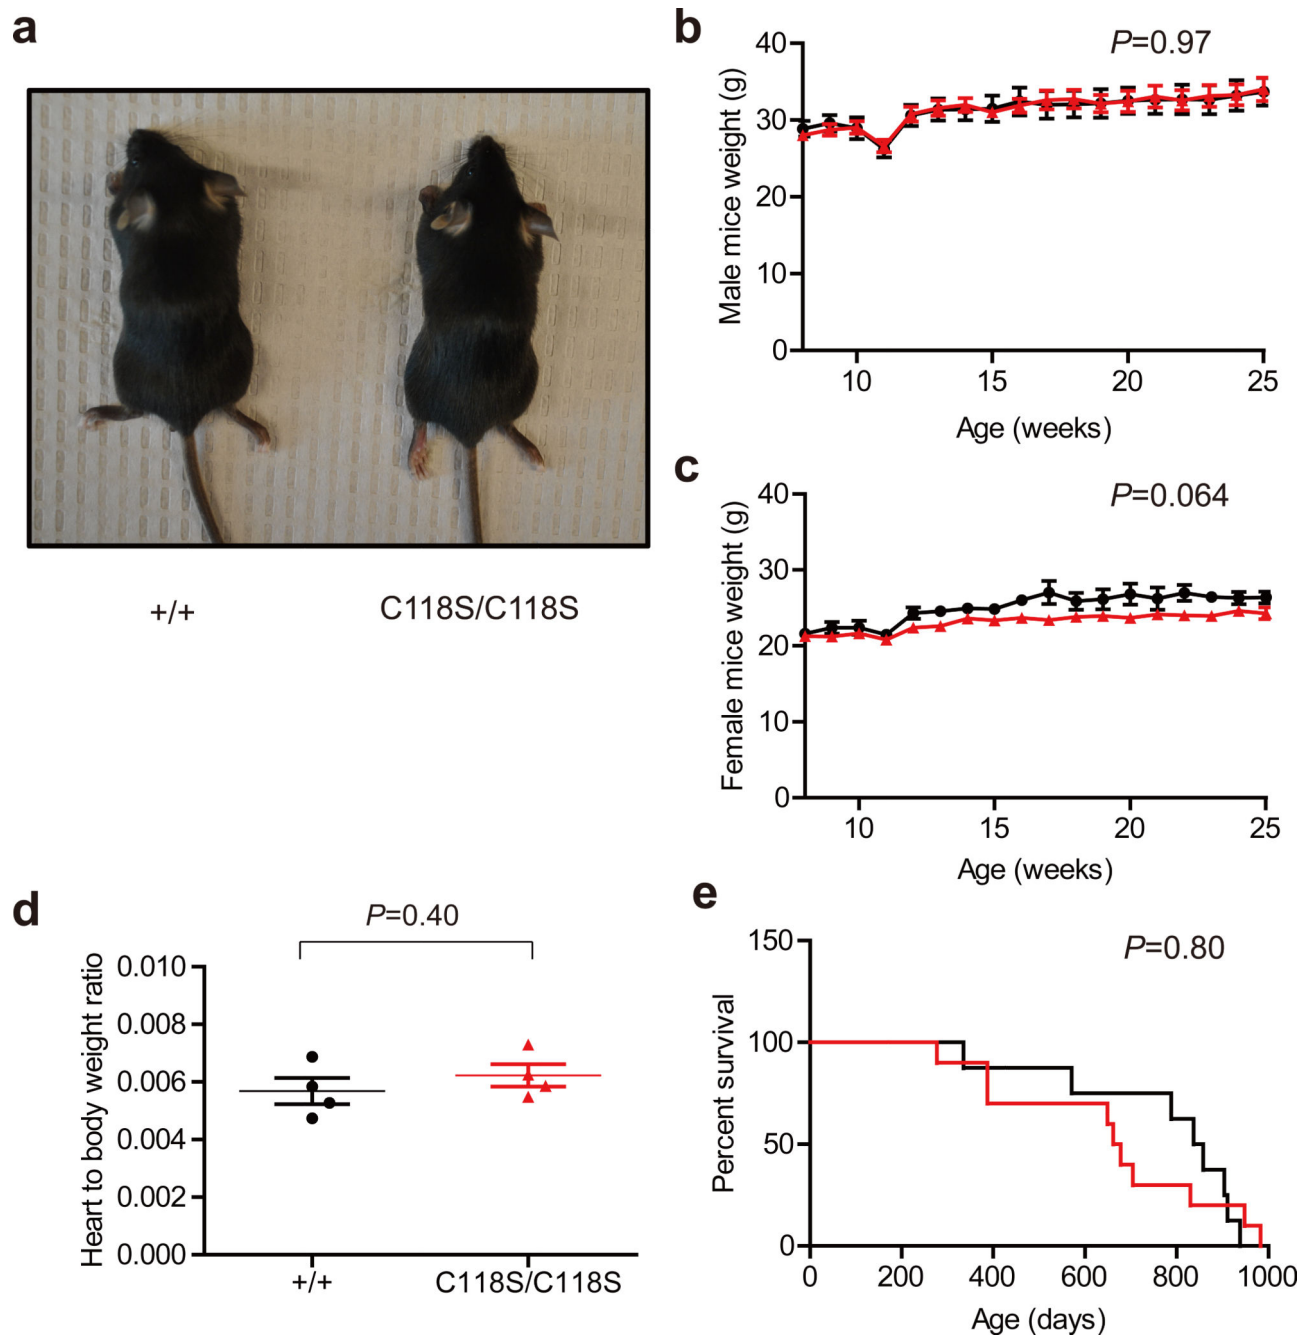 a
+/+
C118S/C118S
b
P=0.97
Male mice weight (g)
40
30
20
10
0
10
15
20
25
Age (weeks)
c
P=0.064
Female mice weight (g)
40
30
20
10
0
10
15
20
25
Age (weeks)
d
P=0.40
Heart to body weight ratio
0.010
0.008
0.006
0.004
0.002
0.000
+/+
C118S/C118S
e
P=0.80
Percent survival
150
100
50
0
0
200
400
600
800
1000
Age (days)